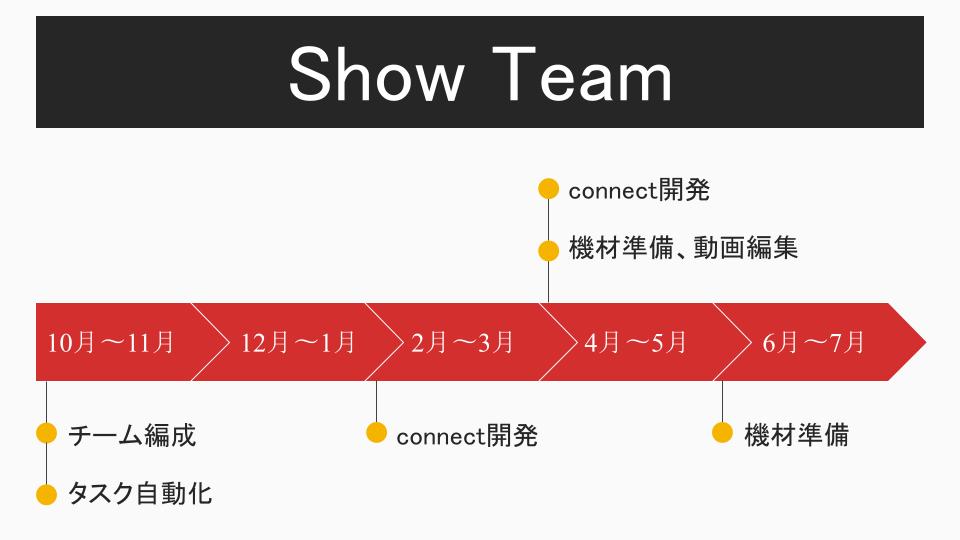 Show Team
connect開発
機材準備、動画編集
10月～11月
12月～1月
2月～3月
4月～5月
6月～7月
チーム編成
connect開発
機材準備
タスク自動化